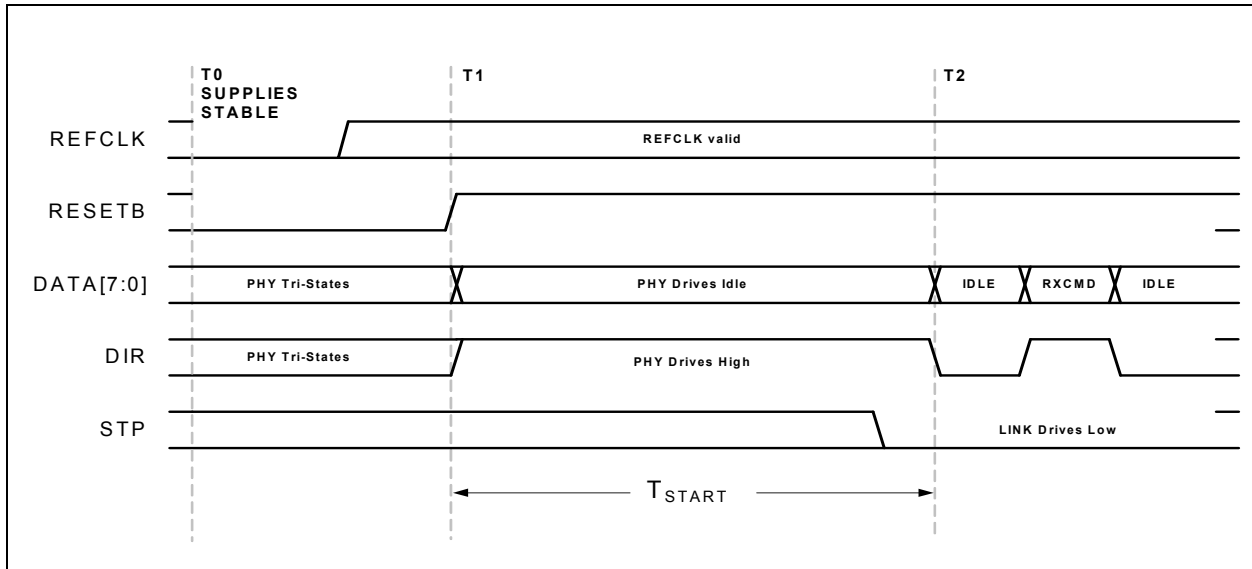 T0
SUPPLIES
STABLE
T1
T2
REFCLK
REFCLK valid
RESETB
DATA[7:0]
PHY Tri-States
PHY Drives Idle
IDLE
RXCMD
IDLE
DIR
PHY Tri-States
PHY Drives High
STP
LINK Drives Low
TSTART